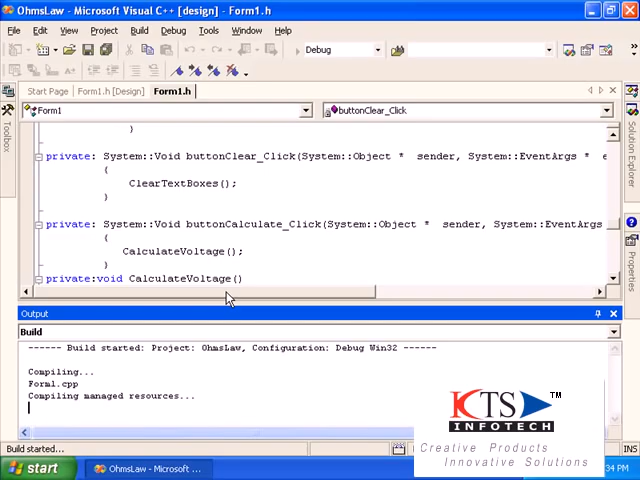 OhmsLaw - Microsoft Visual C++ [design] - Form1.h
File Edit View Project Build Debug Tools Window Help
Debug
Start Page Form1.h [Design] Form1.h
Form1 buttonClear_Click
Toolbox
Solution Explorer
Properties
}
private: System::Void buttonClear_Click(System::Object * sender, System::EventArgs * e
{
ClearTextBoxes();
}
private: System::Void buttonCalculate_Click(System::Object * sender, System::EventArgs
{
CalculateVoltage();
}
private:void CalculateVoltage()
Output
Build
------ Build started: Project: OhmsLaw, Configuration: Debug Win32 ------
Compiling...
Form1.cpp
Compiling managed resources...
KTS TM
INFOTECH
Creative Products
Innovative Solutions
Build started...
INS
start OhmsLaw - Microsoft ...
:34 PM